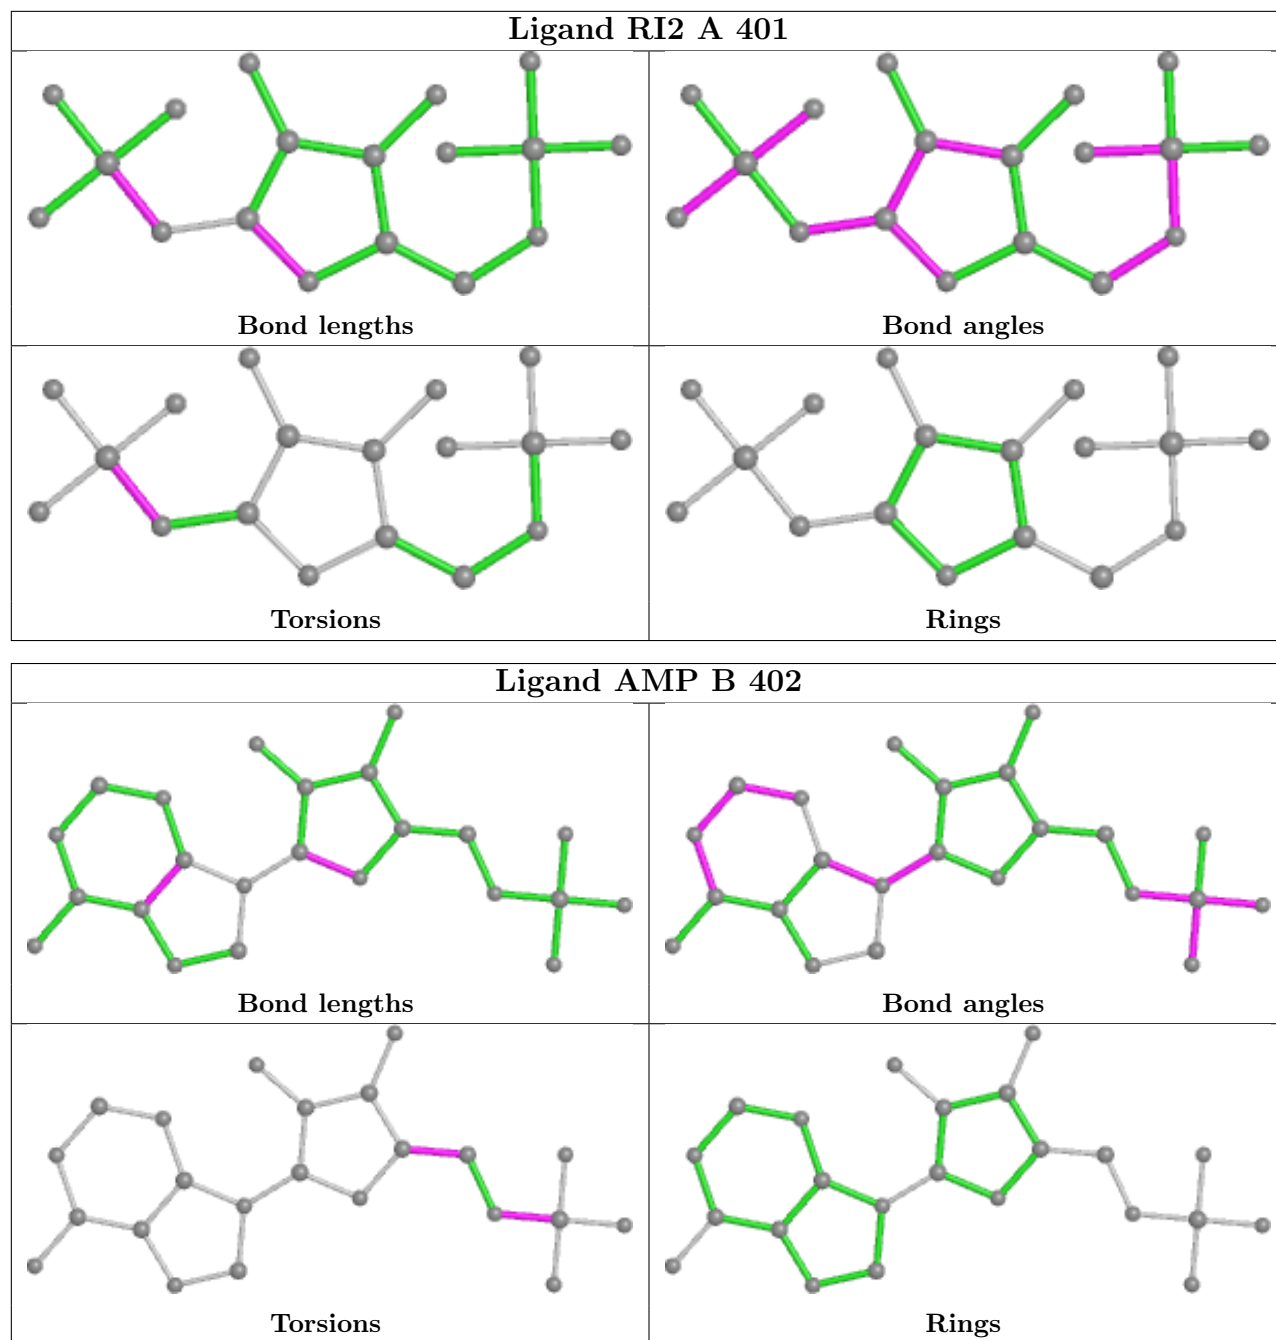 Ligand RI2 A 401
Bond lengths
Bond angles
Torsions
Rings
Ligand AMP B 402
Bond lengths
Bond angles
Torsions
Rings